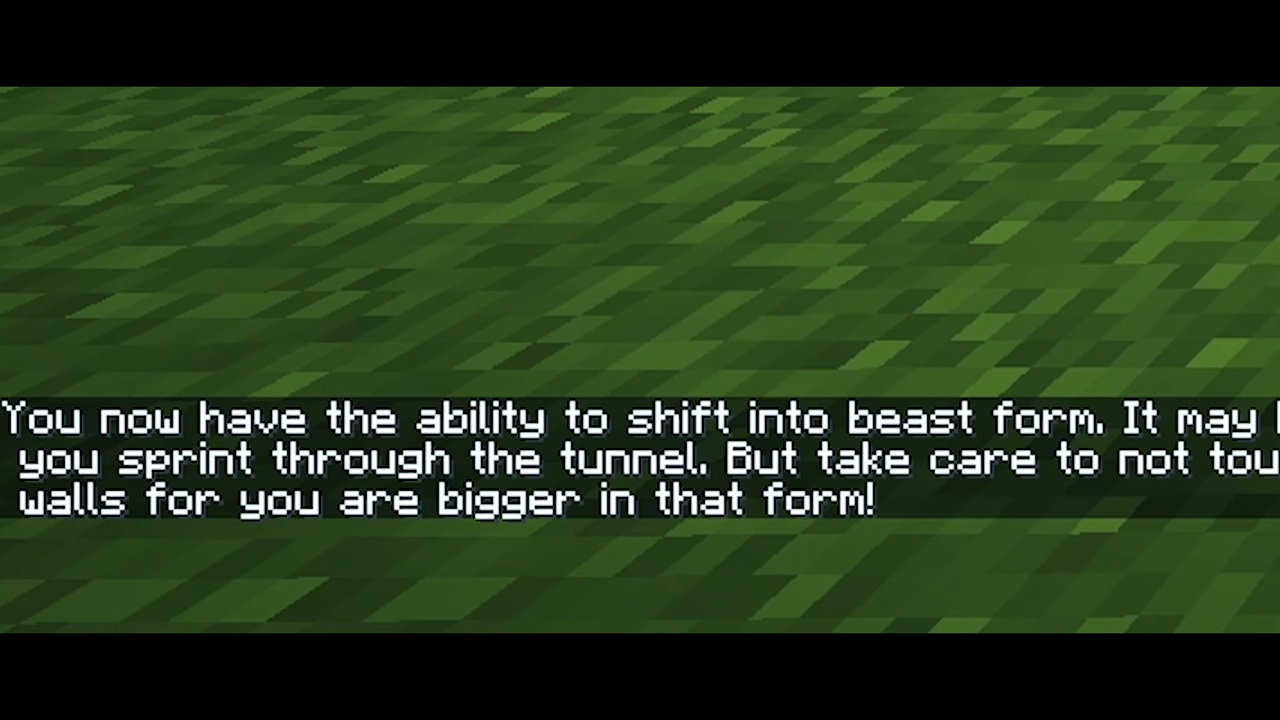 You now have the ability to shift into beast form. It may
you sprint through the tunnel. But take care to not
walls for you are bigger in that form!